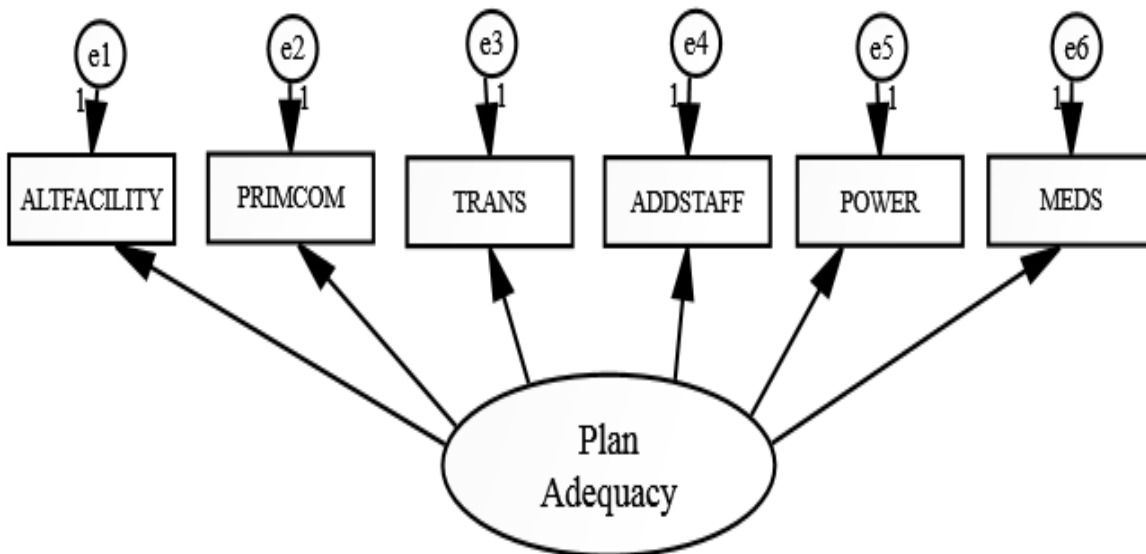 e1
e2
e3
e4
e5
e6
1
1
1
1
1
1
ALTFACILITY
PRIMCOM
TRANS
ADDSTAFF
POWER
MEDS
Plan
Adequacy